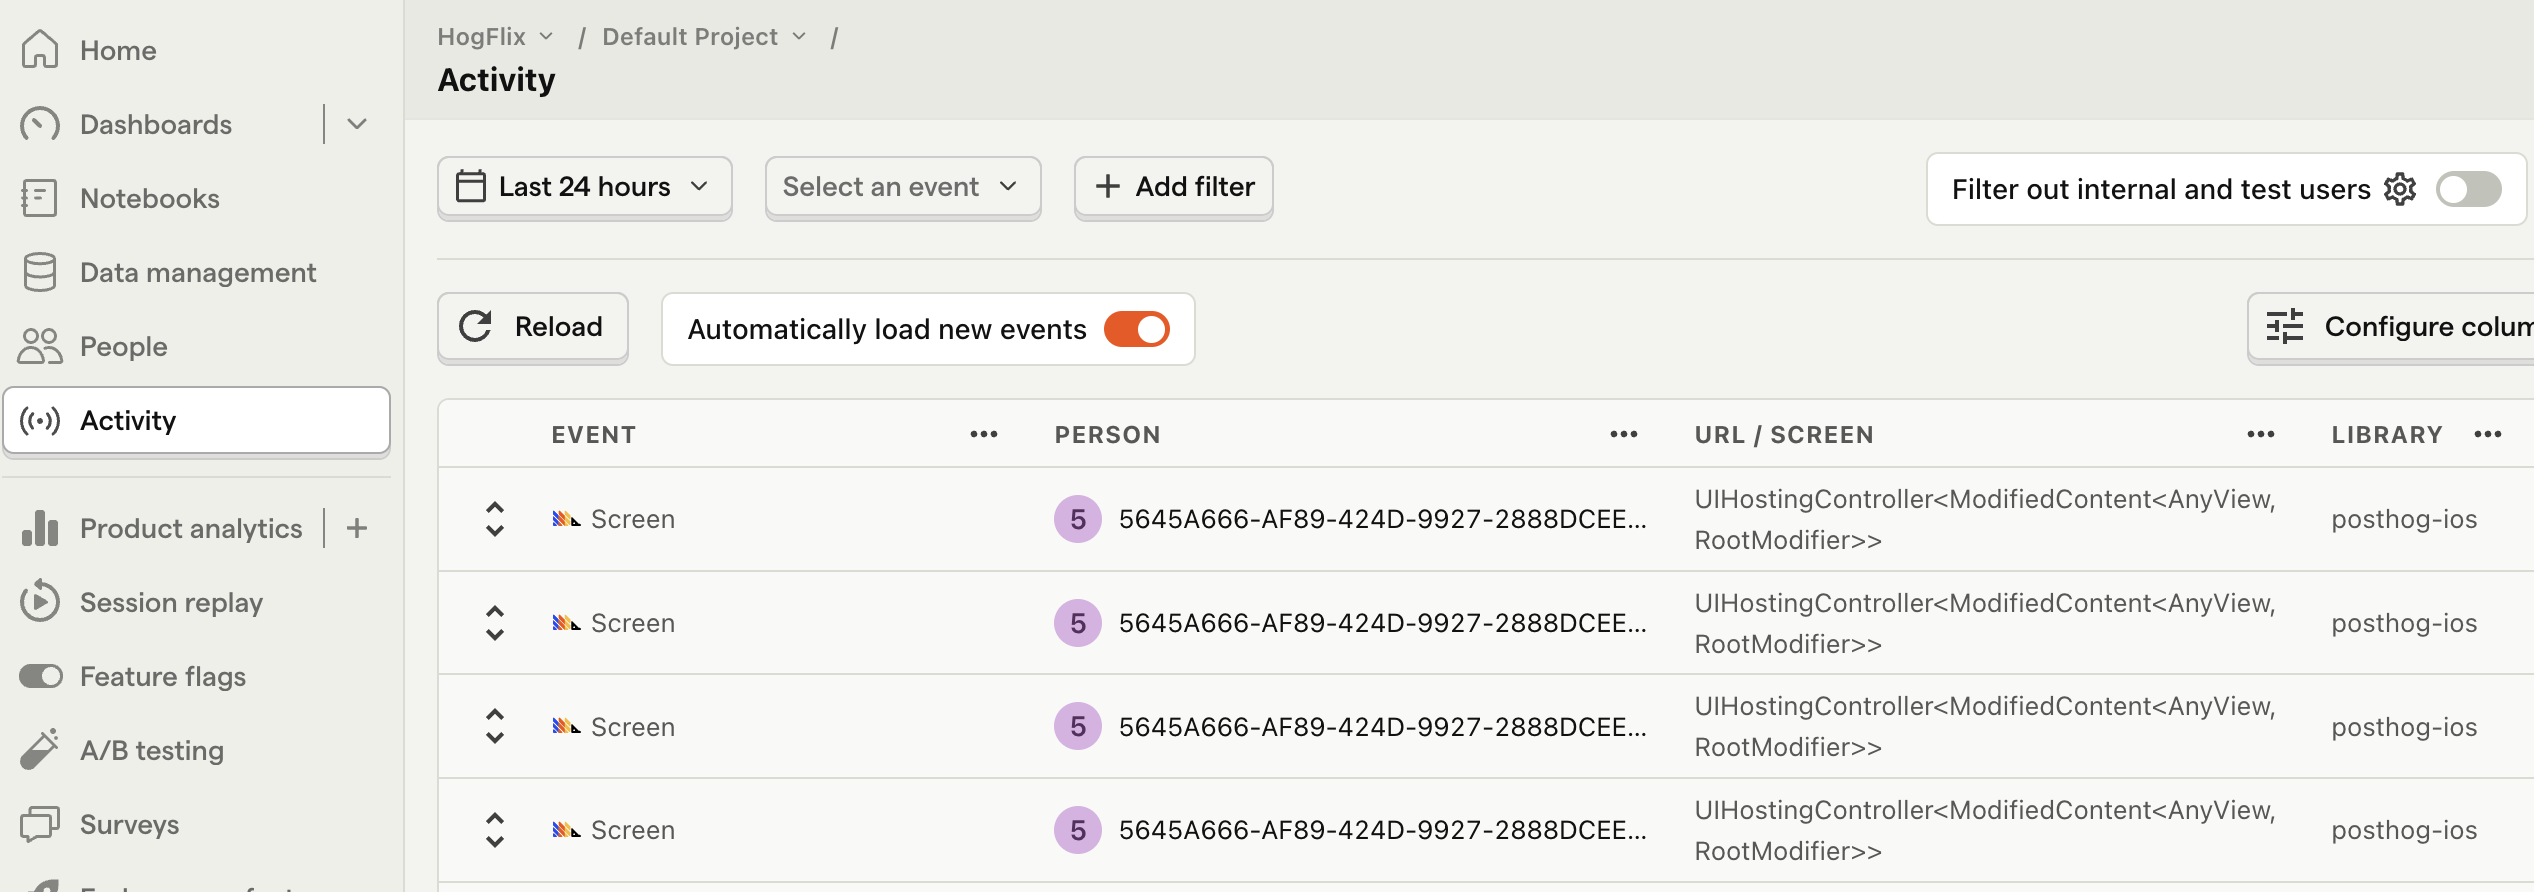 Home
Dashboards
Notebooks
Data management
People
Activity
Product analytics
Session replay
Feature flags
A/B testing
Surveys
HogFlix / Default Project /
Activity
Last 24 hours
Select an event
Add filter
Filter out internal and test users
Reload
Automatically load new events
Configure colum
EVENT PERSON URL / SCREEN LIBRARY
Screen 5 5645A666-AF89-424D-9927-2888DCEE... UIHostingController<ModifiedContent<AnyView, posthog-ios
RootModifier>>
Screen 5 5645A666-AF89-424D-9927-2888DCEE... UIHostingController<ModifiedContent<AnyView, posthog-ios
RootModifier>>
Screen 5 5645A666-AF89-424D-9927-2888DCEE... UIHostingController<ModifiedContent<AnyView, posthog-ios
RootModifier>>
Screen 5 5645A666-AF89-424D-9927-2888DCEE... UIHostingController<ModifiedContent<AnyView, posthog-ios
RootModifier>>